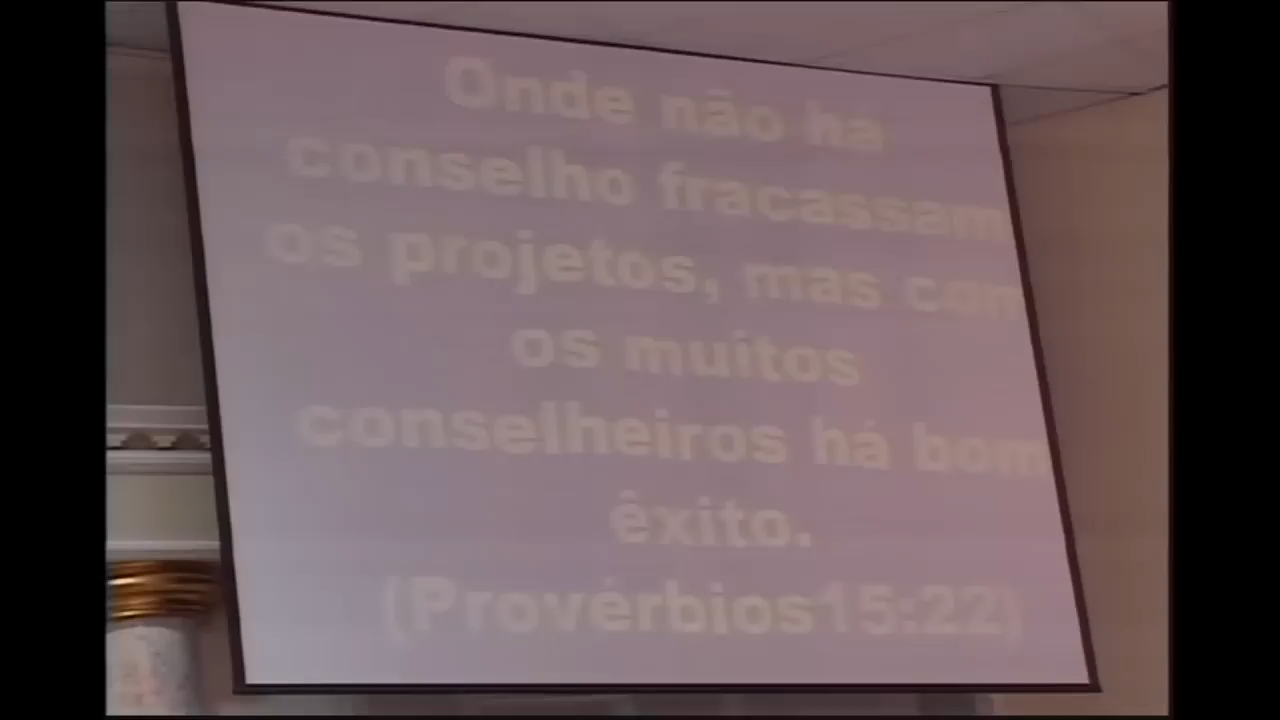 Onde não há
conselho fracassam
os projetos, mas com
os muitos
conselheiros há bom
êxito.
(Provérbios15:22)